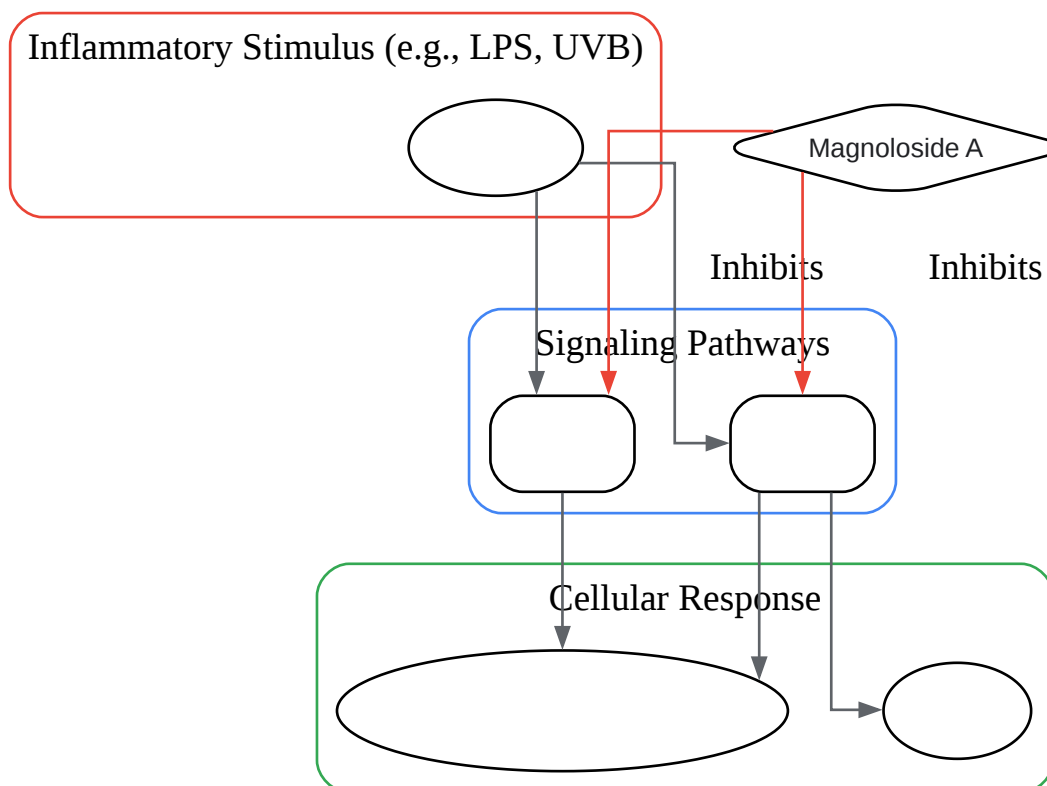 Inflammatory Stimulus (e.g., LPS, UVB)
Magnoloside A
Inhibits
Inhibits
Signaling Pathways
Cellular Response